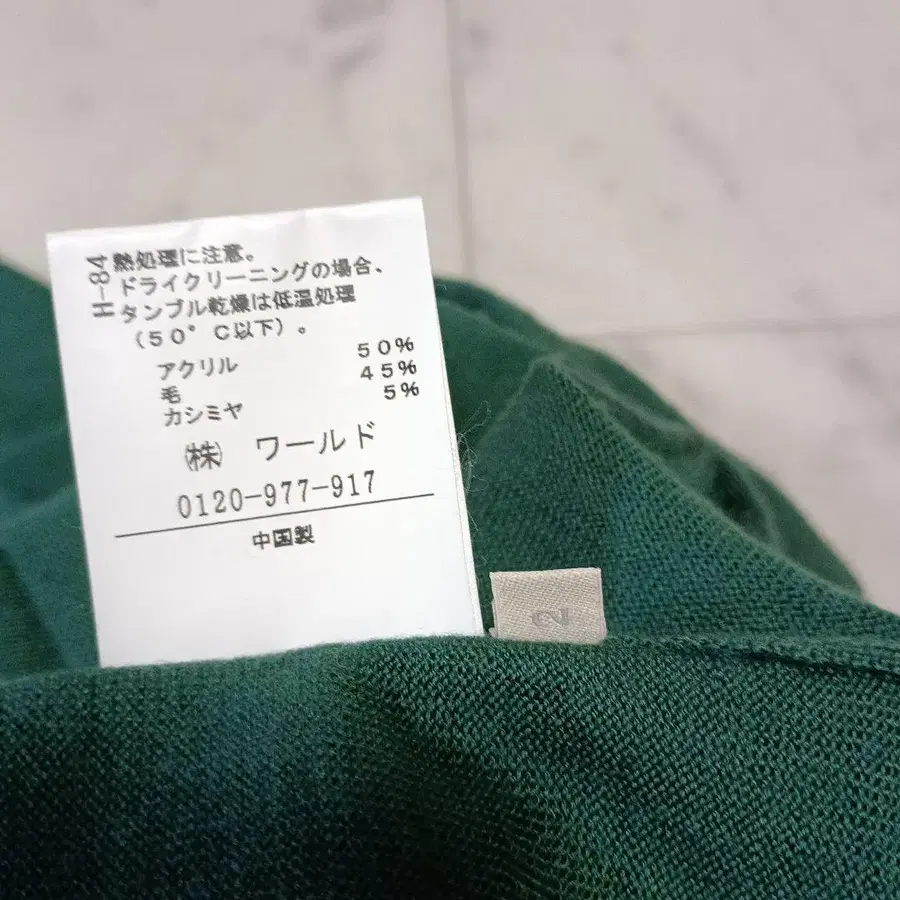 H-84
熱処理に注意。
ドライクリーニングの場合、
タンブル乾燥は低温処理
(50°C以下)。
アクリル 50%
毛 45%
カシミヤ 5%
㈱ ワールド
0120-977-917
中国製
2